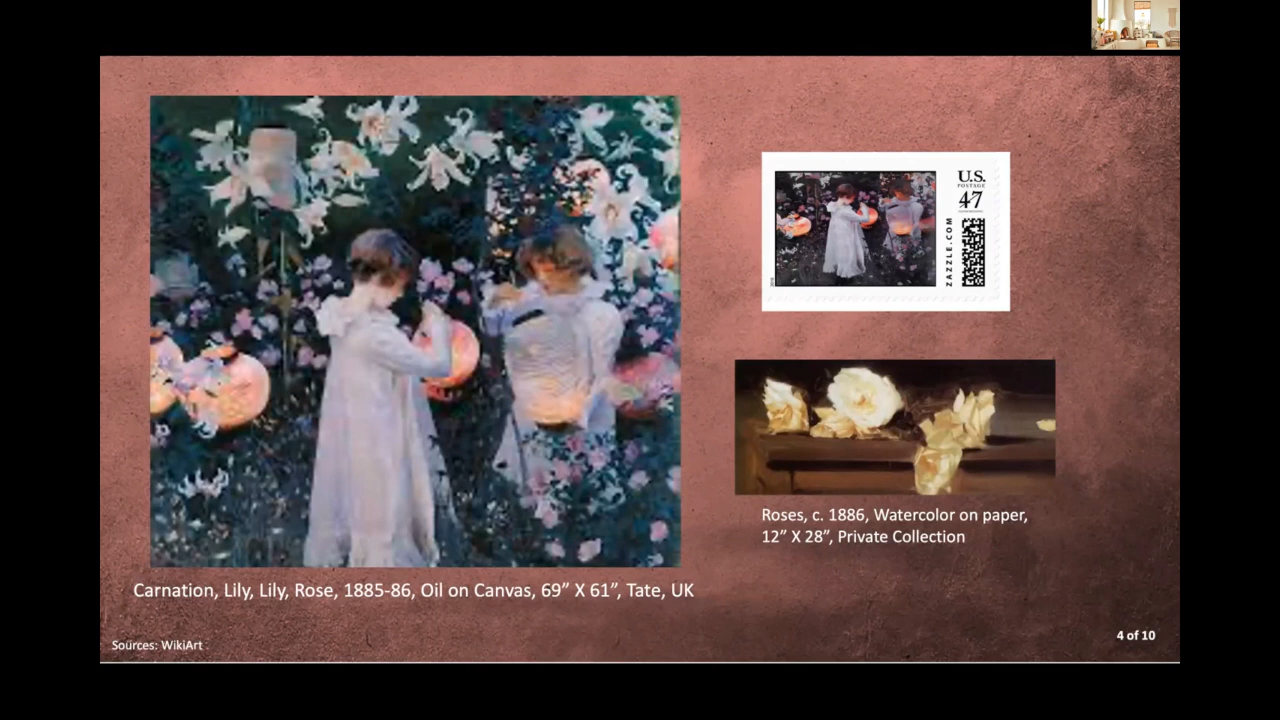 U.S.
POSTAGE
47
ZAZZLE.COM
Roses, c. 1886, Watercolor on paper,
12” X 28”, Private Collection
Carnation, Lily, Lily, Rose, 1885-86, Oil on Canvas, 69” X 61”, Tate, UK
Sources: WikiArt
4 of 10